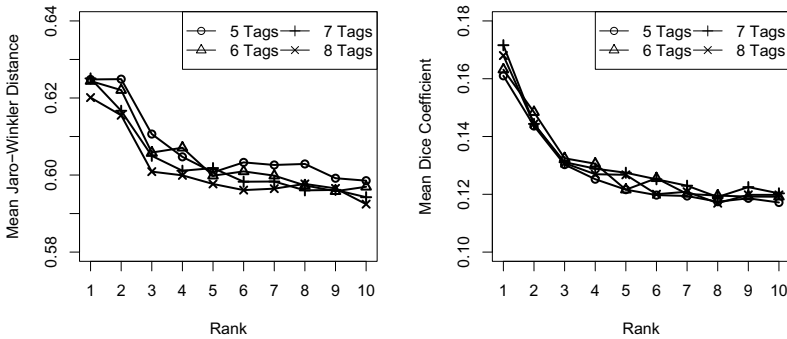 Mean Jaro−Winkler Distance
0.58 0.60 0.62 0.64
5 Tags 7 Tags
6 Tags 8 Tags
1 2 3 4 5 6 7 8 9 10
Rank
Mean Dice Coefficient
0.10 0.12 0.14 0.16 0.18
5 Tags 7 Tags
6 Tags 8 Tags
1 2 3 4 5 6 7 8 9 10
Rank